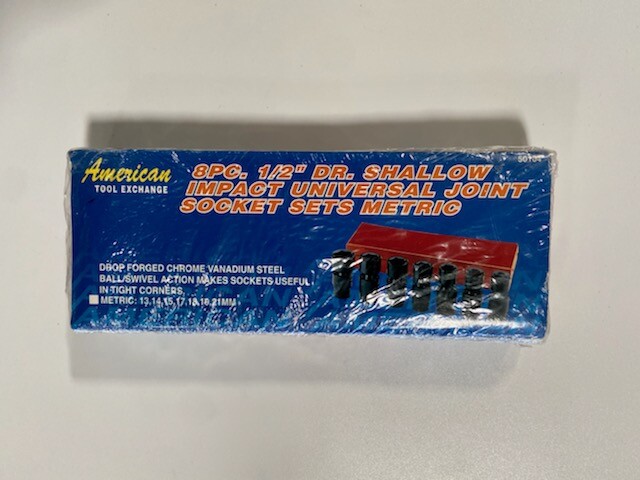 American
TOOL EXCHANGE
8PC. 1/2" DR. SHALLOW
IMPACT UNIVERSAL JOINT
SOCKET SETS METRIC
DROP FORGED CHROME VANADIUM STEEL
BALL/SWIVEL ACTION MAKES SOCKETS USEFUL
IN TIGHT CORNERS.
METRIC: 13,14,15,17,18,19,21MM